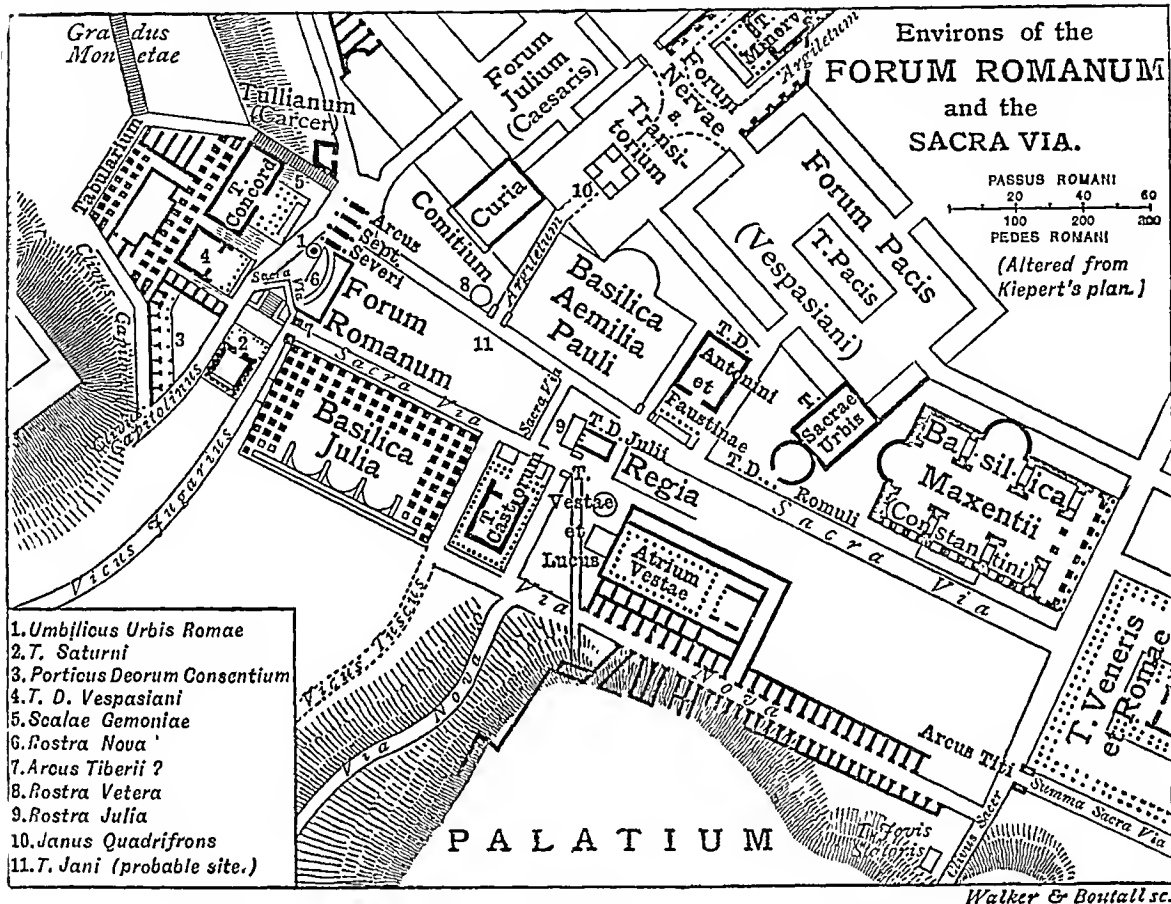 Environs of the
FORUM ROMANUM
and the
SACRA VIA.
PASSUS ROMANI
20 40 60
100 200 300
PEDES ROMANI
(Altered from
Kiepert's plan.)
Gradus
Monetae
Tullianum
(Carcer)
Tabularium
T.
Concord
5
4
3
2
1
6
7
Sacra
Via
Arcus
Sept.
Severi
Forum
Romanum
Comitium
8
Curia
Forum
Julium
(Caesaris)
Forum
Nervae
s.
Transi-
torium
T.
Minerv
Argiletum
10.
Argiletum
11
Basilica
Aemilia
Pauli
Forum Pacis
(Vespasiani)
T. Pacis
T.D.
Antonini
et
Faustinae
T.
Sacrae
Urbis
T.D...Romuli
Basilica
Maxentii
(Constantini)
Sacra Via
Basilica
Julia
Sacra Via
Sacra Via
9
T.D. Julii
Regia
T. Castorum
T.
Vestae
et
Lucus
Atrium
Vestae
Clivus Capitolinus
Vicus Jugarius
Vicus Tuscus
Via Nova
Via Nova
Arcus Titi
T. Veneris
et Romae
Summa Sacra Via
Clivus Sacer
T. Jovis
Statoris
PALATIUM
1. Umbilicus Urbis Romae
2. T. Saturni
3. Porticus Deorum Consentium
4. T. D. Vespasiani
5. Scalae Gemoniae
6. Rostra Nova
7. Arcus Tiberii ?
8. Rostra Vetera
9. Rostra Julia
10. Janus Quadrifrons
11. T. Jani (probable site.)
Walker & Boutall sc.